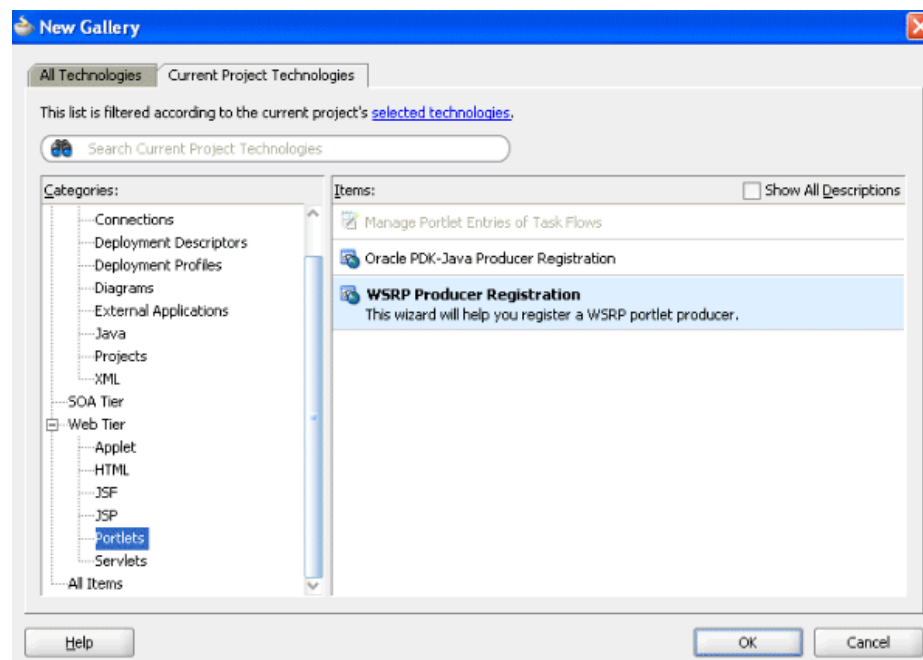 New Gallery
All Technologies
Current Project Technologies
This list is filtered according to the current project's selected technologies.
Search Current Project Technologies
Categories:
Connections
Deployment Descriptors
Deployment Profiles
Diagrams
External Applications
Java
Projects
XML
SOA Tier
Web Tier
Applet
HTML
JSF
JSP
Portlets
Servlets
All Items
Items:
Show All Descriptions
Manage Portlet Entries of Task Flows
Oracle PDK-Java Producer Registration
WSRP Producer Registration
This wizard will help you register a WSRP portlet producer.
Help
OK
Cancel